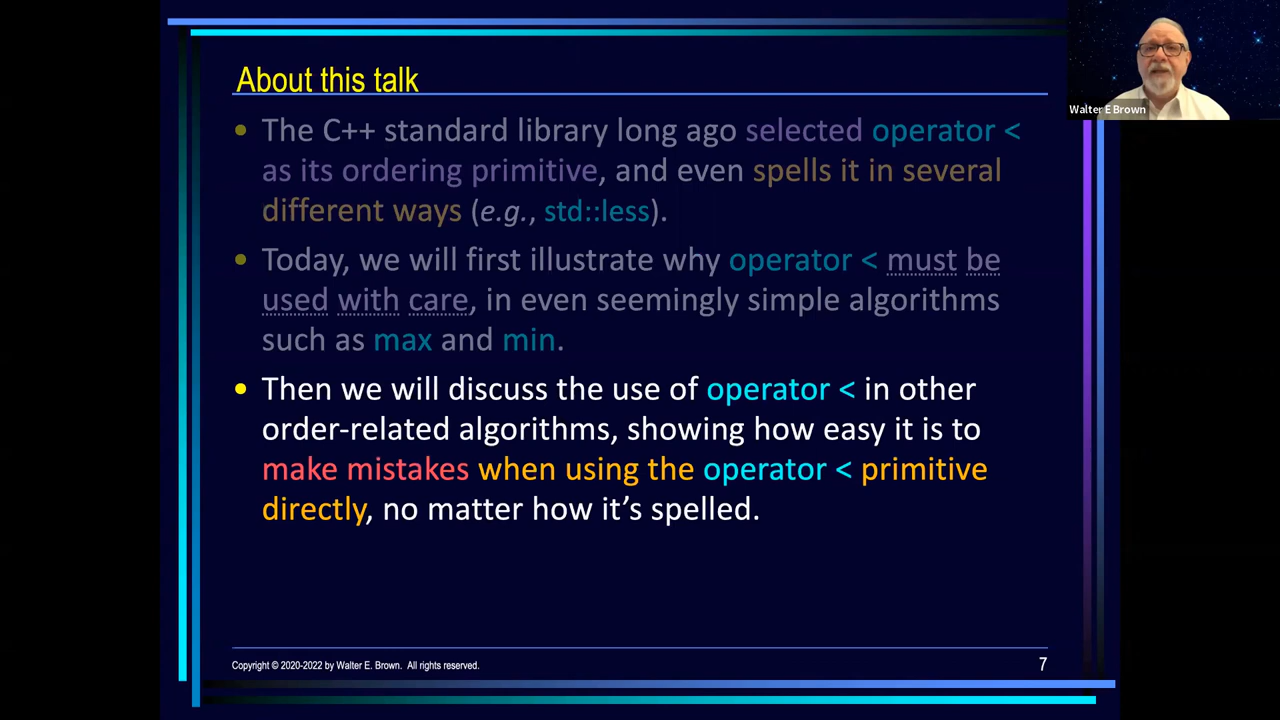 About this talk
Walter E Brown
• The C++ standard library long ago selected operator <
as its ordering primitive, and even spells it in several
different ways (e.g., std::less).
• Today, we will first illustrate why operator < must be
used with care, in even seemingly simple algorithms
such as max and min.
• Then we will discuss the use of operator < in other
order-related algorithms, showing how easy it is to
make mistakes when using the operator < primitive
directly, no matter how it’s spelled.
Copyright © 2020-2022 by Walter E. Brown. All rights reserved.
7